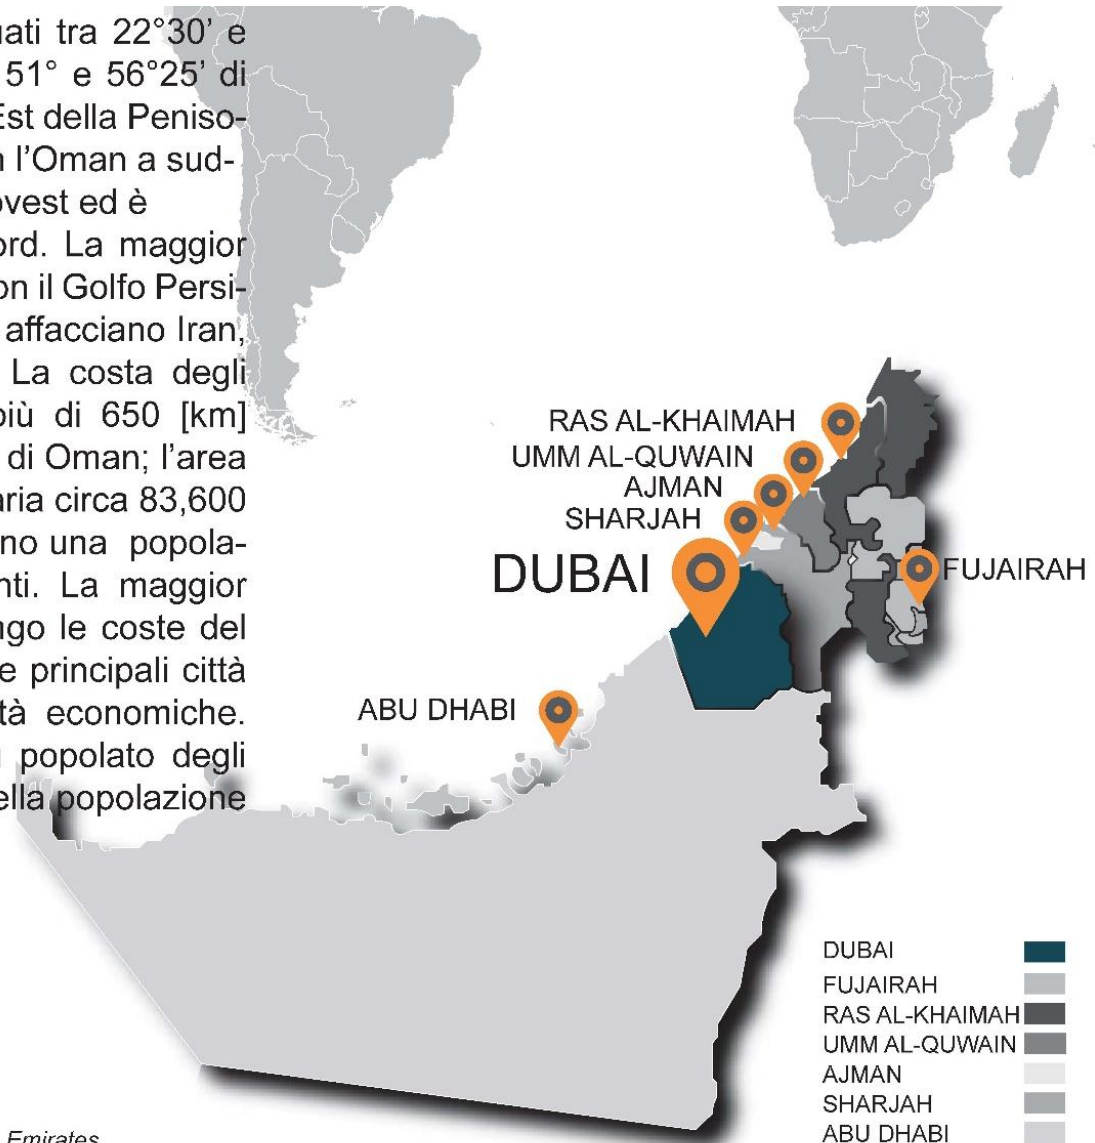 uati tra 22°30’ e
51° e 56°25’ di
Est della Peniso-
n l’Oman a sud-
ovest ed è
ord. La maggior
on il Golfo Persi-
affacciano Iran,
La costa degli
più di 650 [km]
di Oman; l’area
aria circa 83,600
no una popola-
nti. La maggior
ngo le coste del
e principali città
tà economiche.
popolato degli
ella popolazione
RAS AL-KHAIMAH
UMM AL-QUWAIN
AJMAN
SHARJAH
DUBAI
FUJAIRAH
ABU DHABI
DUBAI
FUJAIRAH
RAS AL-KHAIMAH
UMM AL-QUWAIN
AJMAN
SHARJAH
ABU DHABI
Emirates